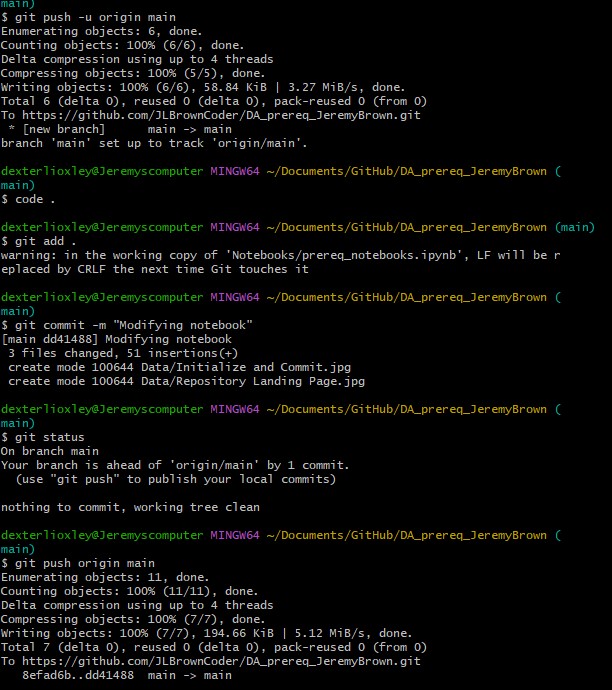 main)
$ git push -u origin main
Enumerating objects: 6, done.
Counting objects: 100% (6/6), done.
Delta compression using up to 4 threads
Compressing objects: 100% (5/5), done.
Writing objects: 100% (6/6), 58.84 KiB | 3.27 MiB/s, done.
Total 6 (delta 0), reused 0 (delta 0), pack-reused 0 (from 0)
To https://github.com/JLBrownCoder/DA_prereq_JeremyBrown.git
 * [new branch]      main -> main
branch 'main' set up to track 'origin/main'.
dexterlioxley@Jeremyscomputer MINGW64 ~/Documents/GitHub/DA_prereq_JeremyBrown (
main)
$ code .
dexterlioxley@Jeremyscomputer MINGW64 ~/Documents/GitHub/DA_prereq_JeremyBrown (main)
$ git add .
warning: in the working copy of 'Notebooks/prereq_notebooks.ipynb', LF will be r
eplaced by CRLF the next time Git touches it
dexterlioxley@Jeremyscomputer MINGW64 ~/Documents/GitHub/DA_prereq_JeremyBrown (
main)
$ git commit -m "Modifying notebook"
[main dd41488] Modifying notebook
 3 files changed, 51 insertions(+)
 create mode 100644 Data/Initialize and Commit.jpg
 create mode 100644 Data/Repository Landing Page.jpg
dexterlioxley@Jeremyscomputer MINGW64 ~/Documents/GitHub/DA_prereq_JeremyBrown (
main)
$ git status
On branch main
Your branch is ahead of 'origin/main' by 1 commit.
  (use "git push" to publish your local commits)
nothing to commit, working tree clean
dexterlioxley@Jeremyscomputer MINGW64 ~/Documents/GitHub/DA_prereq_JeremyBrown (
main)
$ git push origin main
Enumerating objects: 11, done.
Counting objects: 100% (11/11), done.
Delta compression using up to 4 threads
Compressing objects: 100% (7/7), done.
Writing objects: 100% (7/7), 194.66 KiB | 5.12 MiB/s, done.
Total 7 (delta 0), reused 0 (delta 0), pack-reused 0 (from 0)
To https://github.com/JLBrownCoder/DA_prereq_JeremyBrown.git
   8efad6b..dd41488  main -> main